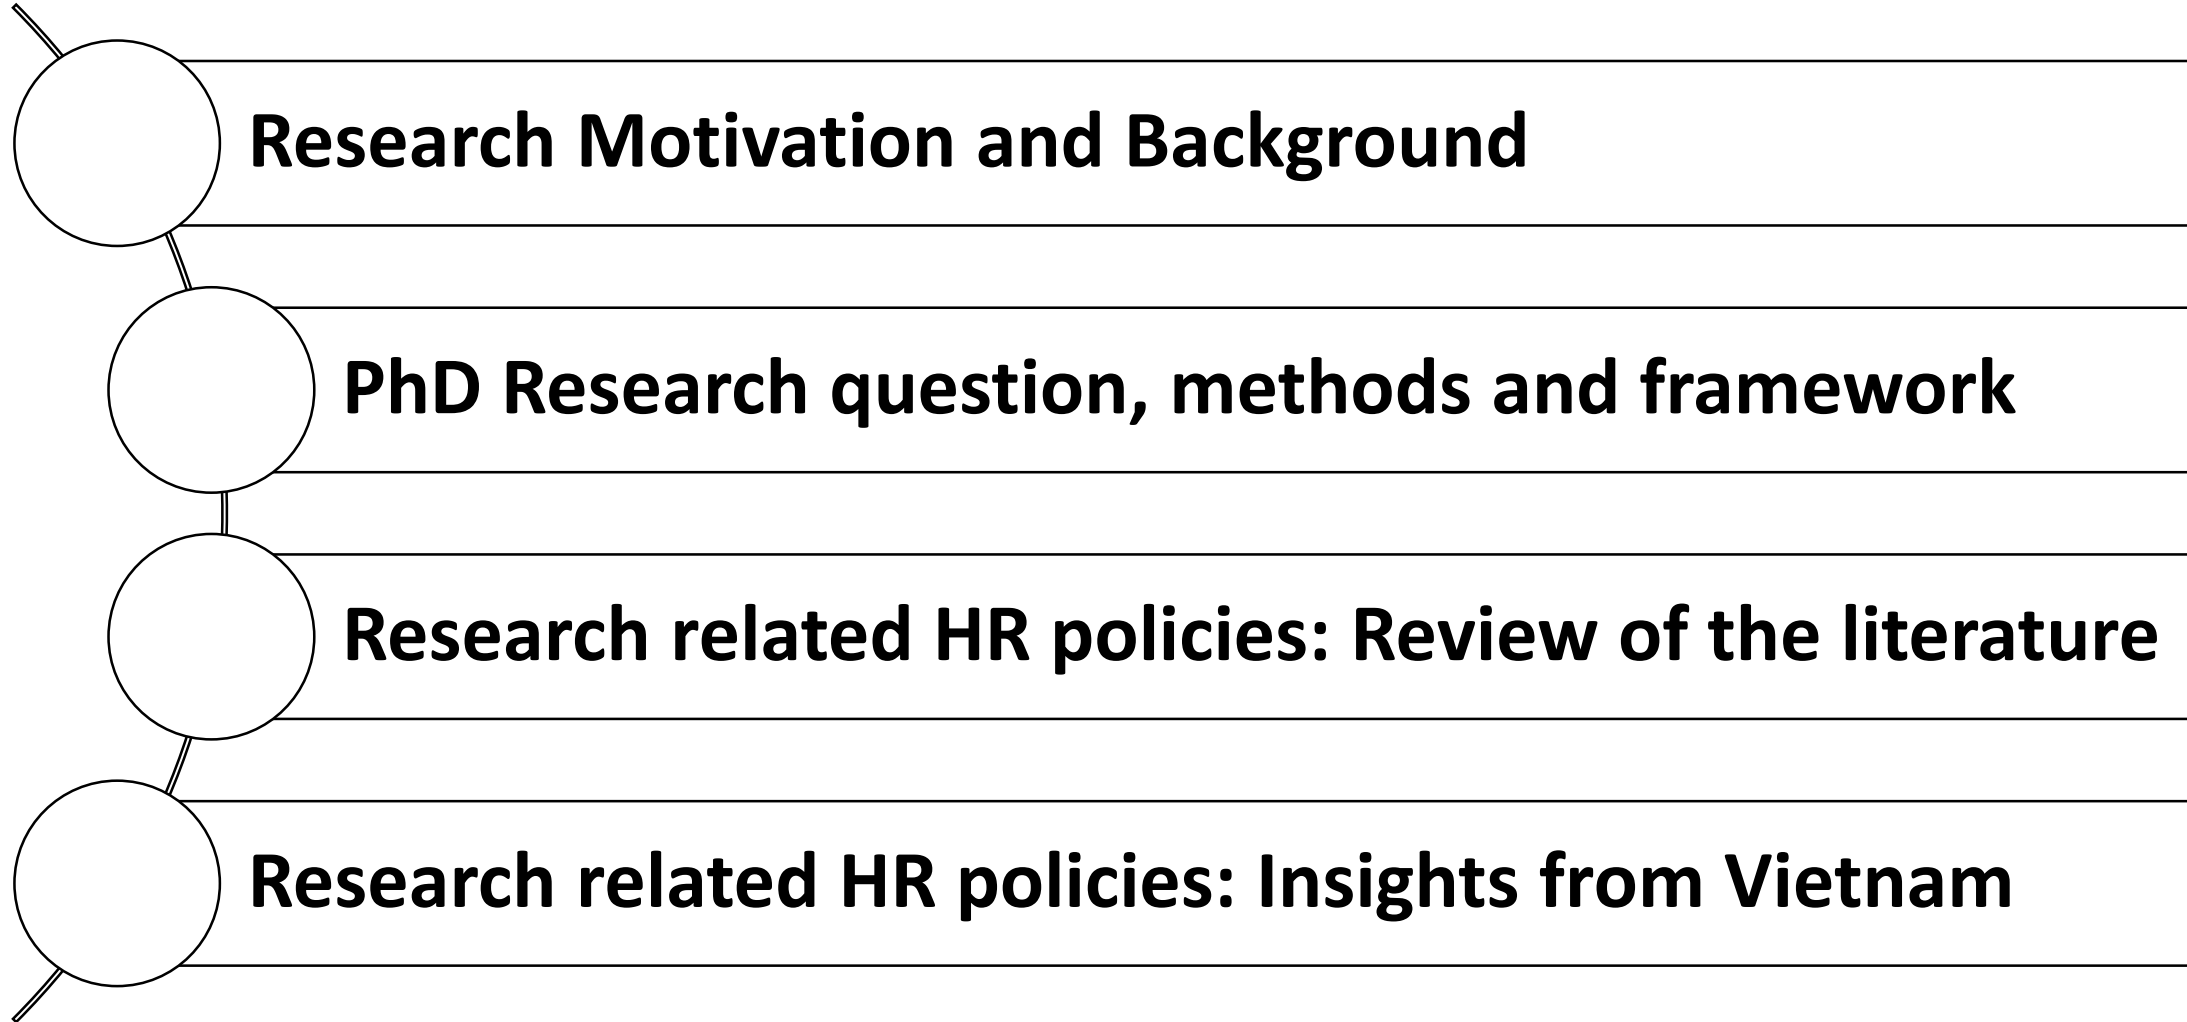 Research Motivation and Background
PhD Research question, methods and framework
Research related HR policies: Review of the literature
Research related HR policies: Insights from Vietnam